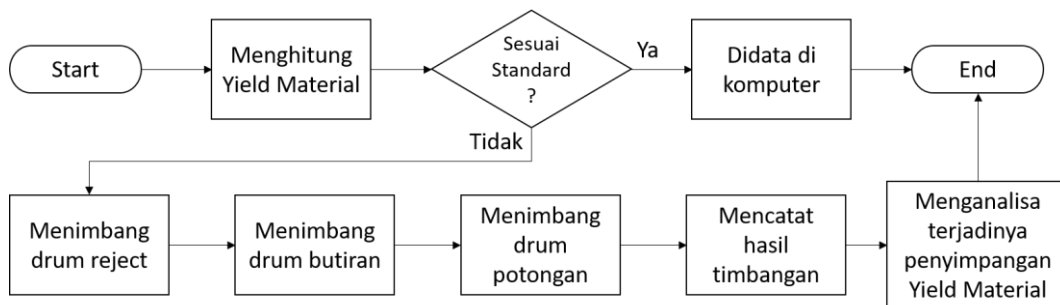 Start
Menghitung
Yield Material
Sesuai
Standard
?
Ya
Didata di
komputer
End
Tidak
Menimbang
drum reject
Menimbang
drum butiran
Menimbang
drum
potongan
Mencatat
hasil
timbangan
Menganalisa
terjadinya
penyimpangan
Yield Material